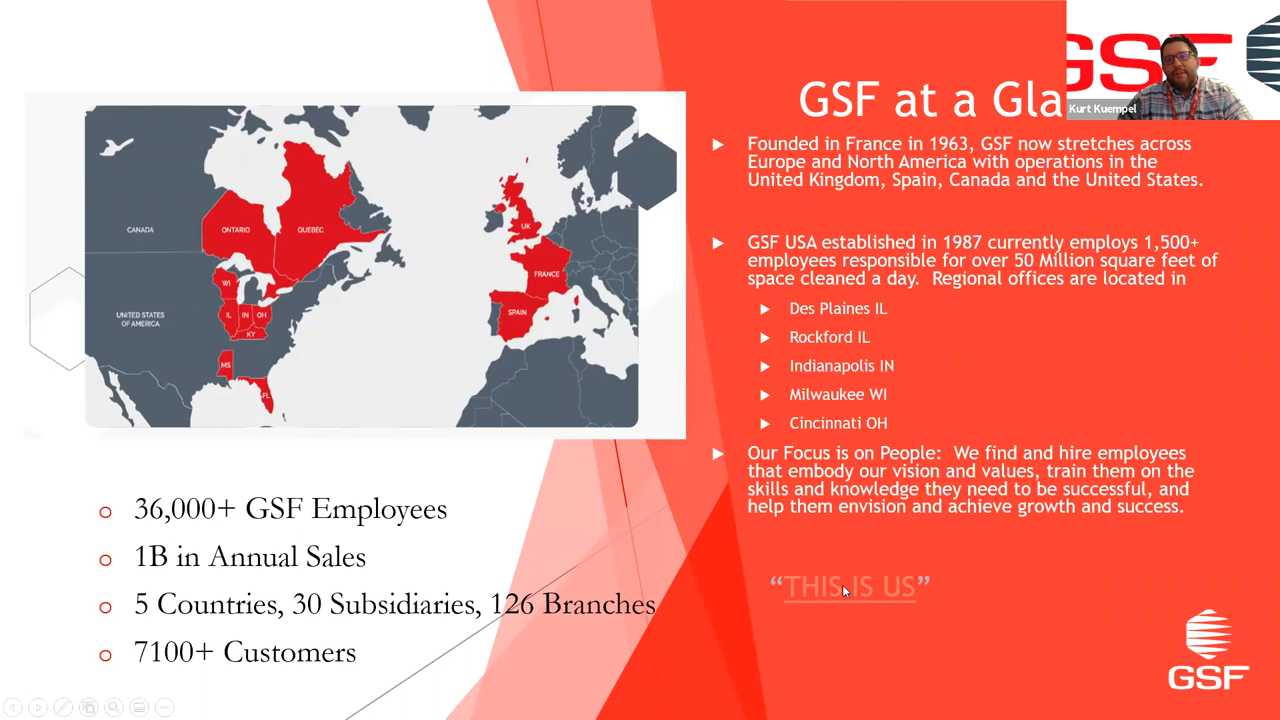 GSF
Kurt Kuempel
GSF at a Gla
Founded in France in 1963, GSF now stretches across
Europe and North America with operations in the
United Kingdom, Spain, Canada and the United States.
GSF USA established in 1987 currently employs 1,500+
employees responsible for over 50 Million square feet of
space cleaned a day.  Regional offices are located in
Des Plaines IL
Rockford IL
Indianapolis IN
Milwaukee WI
Cincinnati OH
Our Focus is on People:  We find and hire employees
that embody our vision and values, train them on the
skills and knowledge they need to be successful, and
help them envision and achieve growth and success.
“THIS IS US”
GSF
CANADA
ONTARIO
QUEBEC
UK
FRANCE
SPAIN
UNITED STATES
OF AMERICA
WI
IL
IN
OH
KY
MS
FL
36,000+ GSF Employees
1B in Annual Sales
5 Countries, 30 Subsidiaries, 126 Branches
7100+ Customers